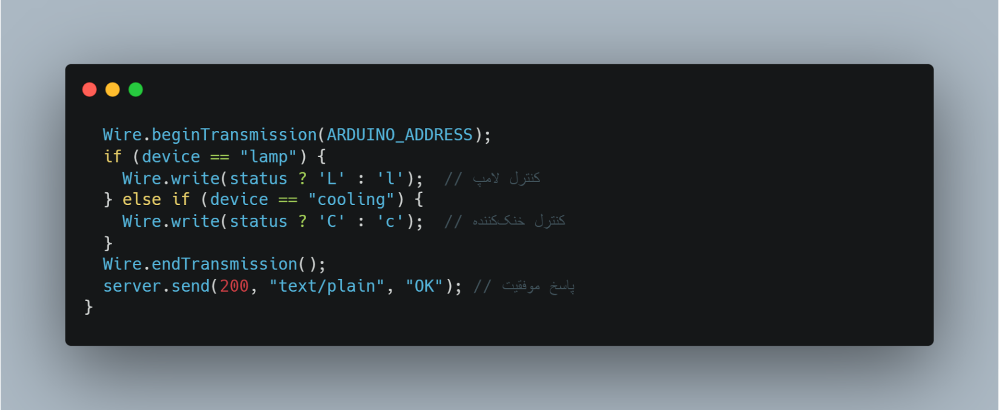 Wire.beginTransmission(ARDUINO_ADDRESS);
if (device == "lamp") {
Wire.write(status ? 'L' : 'l'); // کنترل لامپ
} else if (device == "cooling") {
Wire.write(status ? 'C' : 'c'); // کنترل خنک‌کننده
}
Wire.endTransmission();
server.send(200, "text/plain", "OK"); // پاسخ موفقیت
}